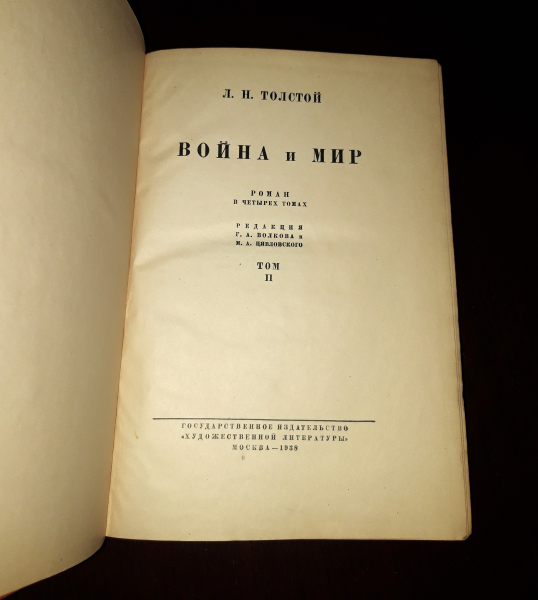 Л. Н. ТОЛСТОЙ
ВОЙНА и МИР
РОМАН
В ЧЕТЫРЕХ ТОМАХ
РЕДАКЦИЯ
Г. А. ВОЛКОВА и
М. А. ЦЯВЛОВСКОГО
ТОМ
II
ГОСУДАРСТВЕННОЕ ИЗДАТЕЛЬСТВО
«ХУДОЖЕСТВЕННОЙ ЛИТЕРАТУРЫ»
МОСКВА—1938